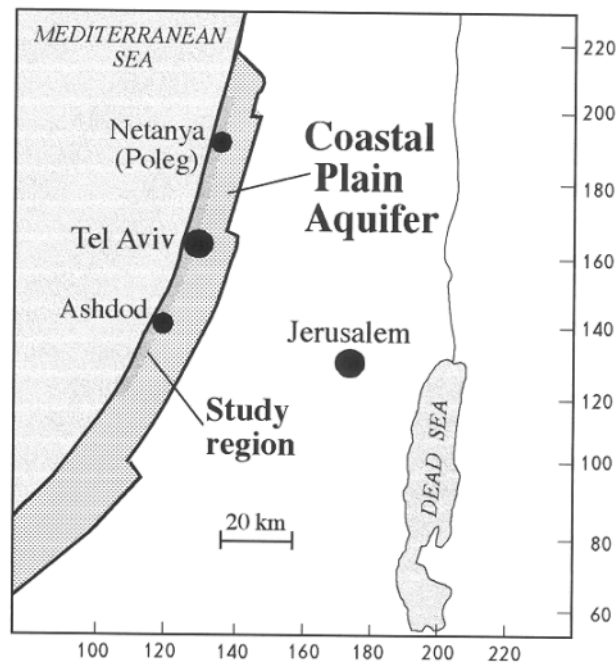 MEDITERRANEAN
SEA
Netanya
(Poleg)
Coastal
Plain
Aquifer
Tel Aviv
Ashdod
Jerusalem
Study
region
DEAD SEA
20 km
220
200
180
160
140
120
100
80
60
100
120
140
160
180
200
220